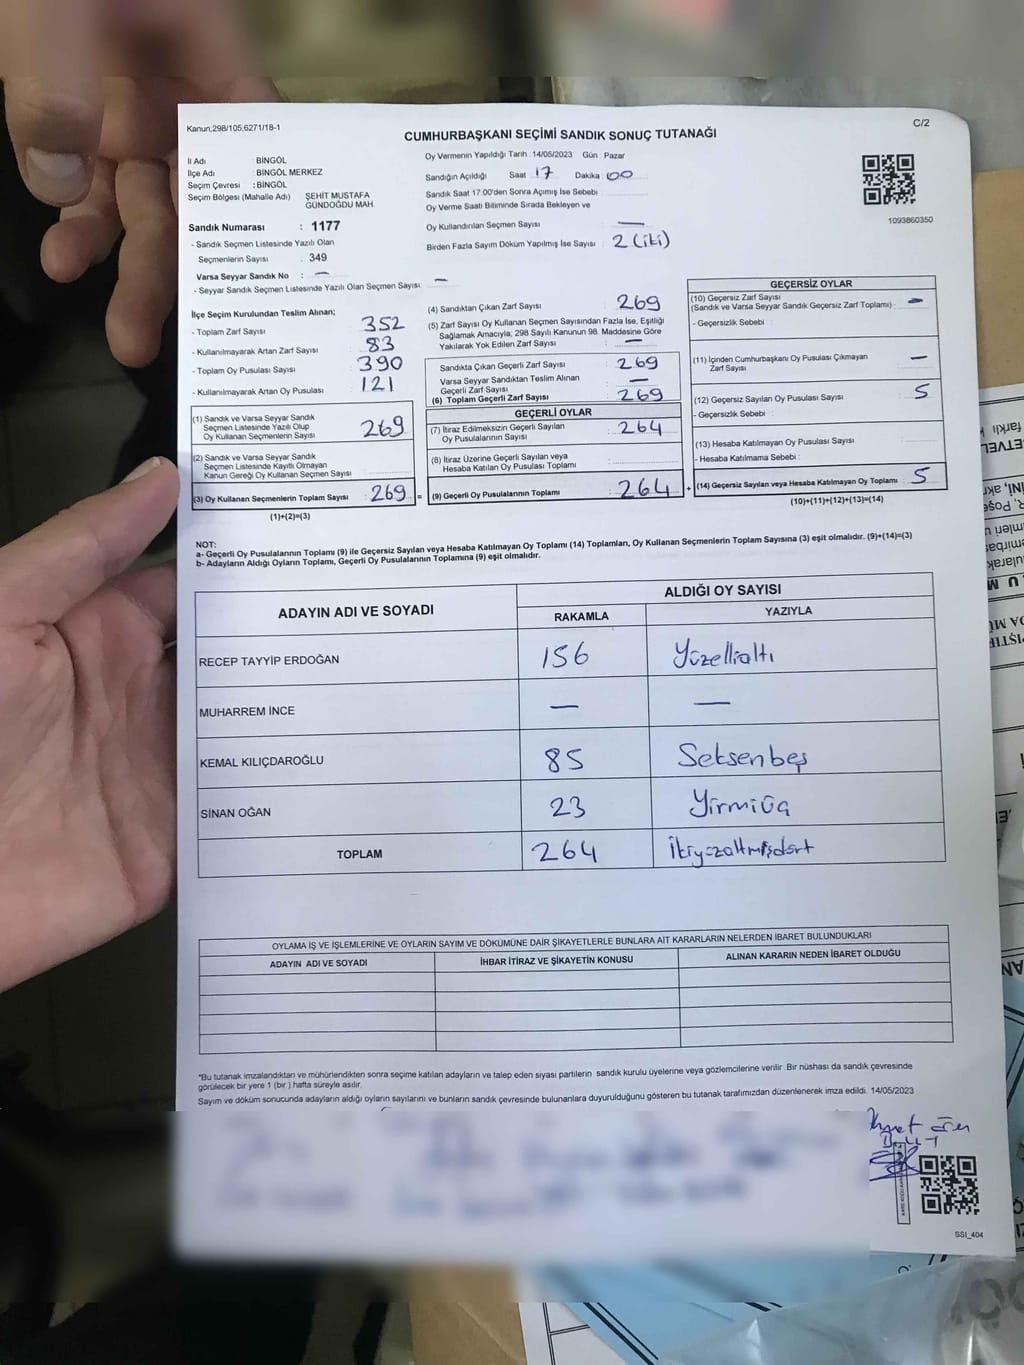 Kanun;298/105;6271/18-1
C/2
CUMHURBAŞKANI SEÇİMİ SANDIK SONUÇ TUTANAĞI
İl Adı BİNGÖL
İlçe Adı BİNGÖL MERKEZ
Seçim Çevresi : BİNGÖL
Seçim Bölgesi (Mahalle Adı) ŞEHİT MUSTAFA
GÜNDOĞDU MAH.
Sandık Numarası : 1177
- Sandık Seçmen Listesinde Yazılı Olan
Seçmenlerin Sayısı : 349
Varsa Seyyar Sandık No : —
- Seyyar Sandık Seçmen Listesinde Yazılı Olan Seçmen Sayısı: —
Oy Vermenin Yapıldığı Tarih : 14/05/2023 Gün : Pazar
Sandığın Açıldığı Saat 17 Dakika : 00
Sandık Saat 17.00'den Sonra Açımış İse Sebebi :
Oy Verme Saati Bitiminde Sırada Bekleyen ve
Oy Kullandırılan Seçmen Sayısı : —
Birden Fazla Sayım Döküm Yapılmış İse Sayısı : 2 (iki)
1093860350
İlçe Seçim Kurulundan Teslim Alınan;
- Toplam Zarf Sayısı : 352
- Kullanılmayarak Artan Zarf Sayısı : 83
- Toplam Oy Pusulası Sayısı : 390
- Kullanılmayarak Artan Oy Pusulası : 121
(1) Sandık ve Varsa Seyyar Sandık
Seçmen Listesinde Yazılı Olup
Oy Kullanan Seçmenlerin Sayısı : 269
(2) Sandık ve Varsa Seyyar Sandık
Seçmen Listesinde Kayıtlı Olmayan
Kanun Gereği Oy Kullanan Seçmen Sayısı :
(3) Oy Kullanan Seçmenlerin Toplam Sayısı : 269 =
(1)+(2)=(3)
(4) Sandıktan Çıkan Zarf Sayısı : 269
(5) Zarf Sayısı Oy Kullanan Seçmen Sayısından Fazla İse, Eşitliği
Sağlamak Amacıyla; 298 Sayılı Kanunun 98. Maddesine Göre
Yakılarak Yok Edilen Zarf Sayısı : —
Sandıkta Çıkan Geçerli Zarf Sayısı : 269
Varsa Seyyar Sandıktan Teslim Alınan
Geçerli Zarf Sayısı : —
(6) Toplam Geçerli Zarf Sayısı : 269
GEÇERLİ OYLAR
(7) İtiraz Edilmeksizin Geçerli Sayılan
Oy Pusulalarının Sayısı : 264
(8) İtiraz Üzerine Geçerli Sayılan veya
Hesaba Katılan Oy Pusulası Toplamı :
(9) Geçerli Oy Pusulalarının Toplamı : 264 +
GEÇERSİZ OYLAR
(10) Geçersiz Zarf Sayısı
(Sandık ve Varsa Seyyar Sandık Geçersiz Zarf Toplamı) : —
- Geçersizlik Sebebi :
(11) İçinden Cumhurbaşkanı Oy Pusulası Çıkmayan
Zarf Sayısı : —
(12) Geçersiz Sayılan Oy Pusulası Sayısı : 5
- Geçersizlik Sebebi :
(13) Hesaba Katılmayan Oy Pusulası Sayısı :
- Hesaba Katılmama Sebebi :
(14) Geçersiz Sayılan veya Hesaba Katılmayan Oy Toplamı : 5
(10)+(11)+(12)+(13)=(14)
NOT:
a- Geçerli Oy Pusulalarının Toplamı (9) ile Geçersiz Sayılan veya Hesaba Katılmayan Oy Toplamı (14) Toplamları, Oy Kullanan Seçmenlerin Toplam Sayısına (3) eşit olmalıdır. (9)+(14)=(3)
b- Adayların Aldığı Oyların Toplamı, Geçerli Oy Pusulalarının Toplamına (9) eşit olmalıdır.
ADAYIN ADI VE SOYADI
ALDIĞI OY SAYISI
RAKAMLA YAZIYLA
RECEP TAYYİP ERDOĞAN 156 Yüzellialtı
MUHARREM İNCE — —
KEMAL KILIÇDAROĞLU 85 Seksenbeş
SİNAN OĞAN 23 Yirmiüç
TOPLAM 264 İkiyüzaltmışdört
OYLAMA İŞ VE İŞLEMLERİNE VE OYLARIN SAYIM VE DÖKÜMÜNE DAİR ŞİKAYETLERLE BUNLARA AİT KARARLARIN NELERDEN İBARET BULUNDUKLARI
ADAYIN ADI VE SOYADI İHBAR İTİRAZ VE ŞİKAYETİN KONUSU ALINAN KARARIN NEDEN İBARET OLDUĞU
"Bu tutanak imzalandıktan ve mühürlendikten sonra seçime katılan adayların ve talep eden siyasi partilerin sandık kurulu üyelerine veya gözlemcilerine verilir .Bir nüshası da sandık çevresinde
görülecek bir yere 1 (bir ) hafta süreyle asılır.
Sayım ve döküm sonucunda adayların aldığı oyların sayılarını ve bunların sandık çevresinde bulunanlara duyurulduğunu gösteren bu tutanak tarafımızdan düzenlenerek imza edildi. 14/05/2023
SSI_404